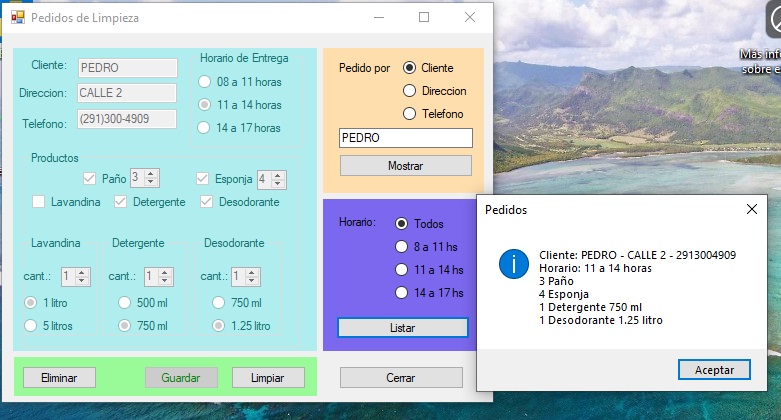 Pedidos de Limpieza
Cliente: PEDRO
Direccion: CALLE 2
Telefono: (291)300-4909
Horario de Entrega
08 a 11 horas
11 a 14 horas
14 a 17 horas
Productos
Paño 3
Esponja 4
Lavandina
Detergente
Desodorante
Lavandina
cant.: 1
1 litro
5 litros
Detergente
cant.: 1
500 ml
750 ml
Desodorante
cant.: 1
750 ml
1.25 litro
Eliminar
Guardar
Limpiar
Pedido por
Cliente
Direccion
Telefono
PEDRO
Mostrar
Horario:
Todos
8 a 11 hs
11 a 14 hs
14 a 17 hs
Listar
Cerrar
Pedidos
Cliente: PEDRO - CALLE 2 - 2913004909
Horario: 11 a 14 horas
3 Paño
4 Esponja
1 Detergente 750 ml
1 Desodorante 1.25 litro
Aceptar
sobre e